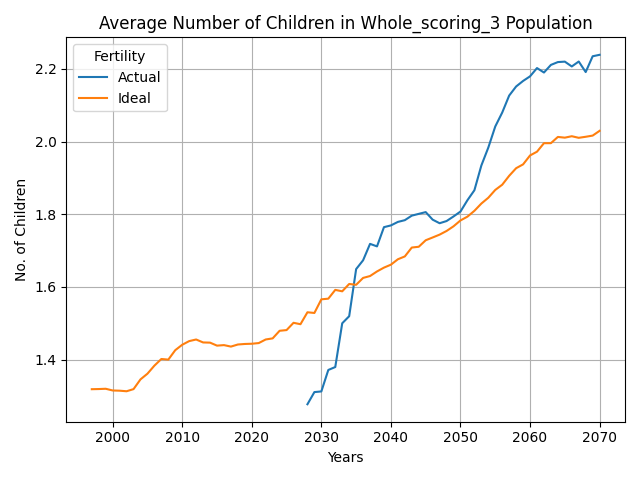 Average Number of Children in Whole_scoring_3 Population
Fertility
Actual
Ideal
No. of Children
2.2
2.0
1.8
1.6
1.4
2000 2010 2020 2030 2040 2050 2060 2070
Years